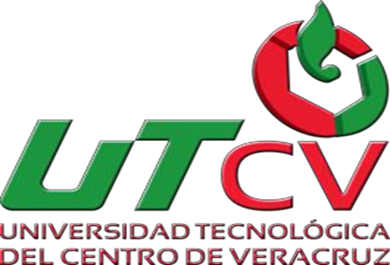 UTCV
UNIVERSIDAD TECNOLÓGICA
DEL CENTRO DE VERACRUZ